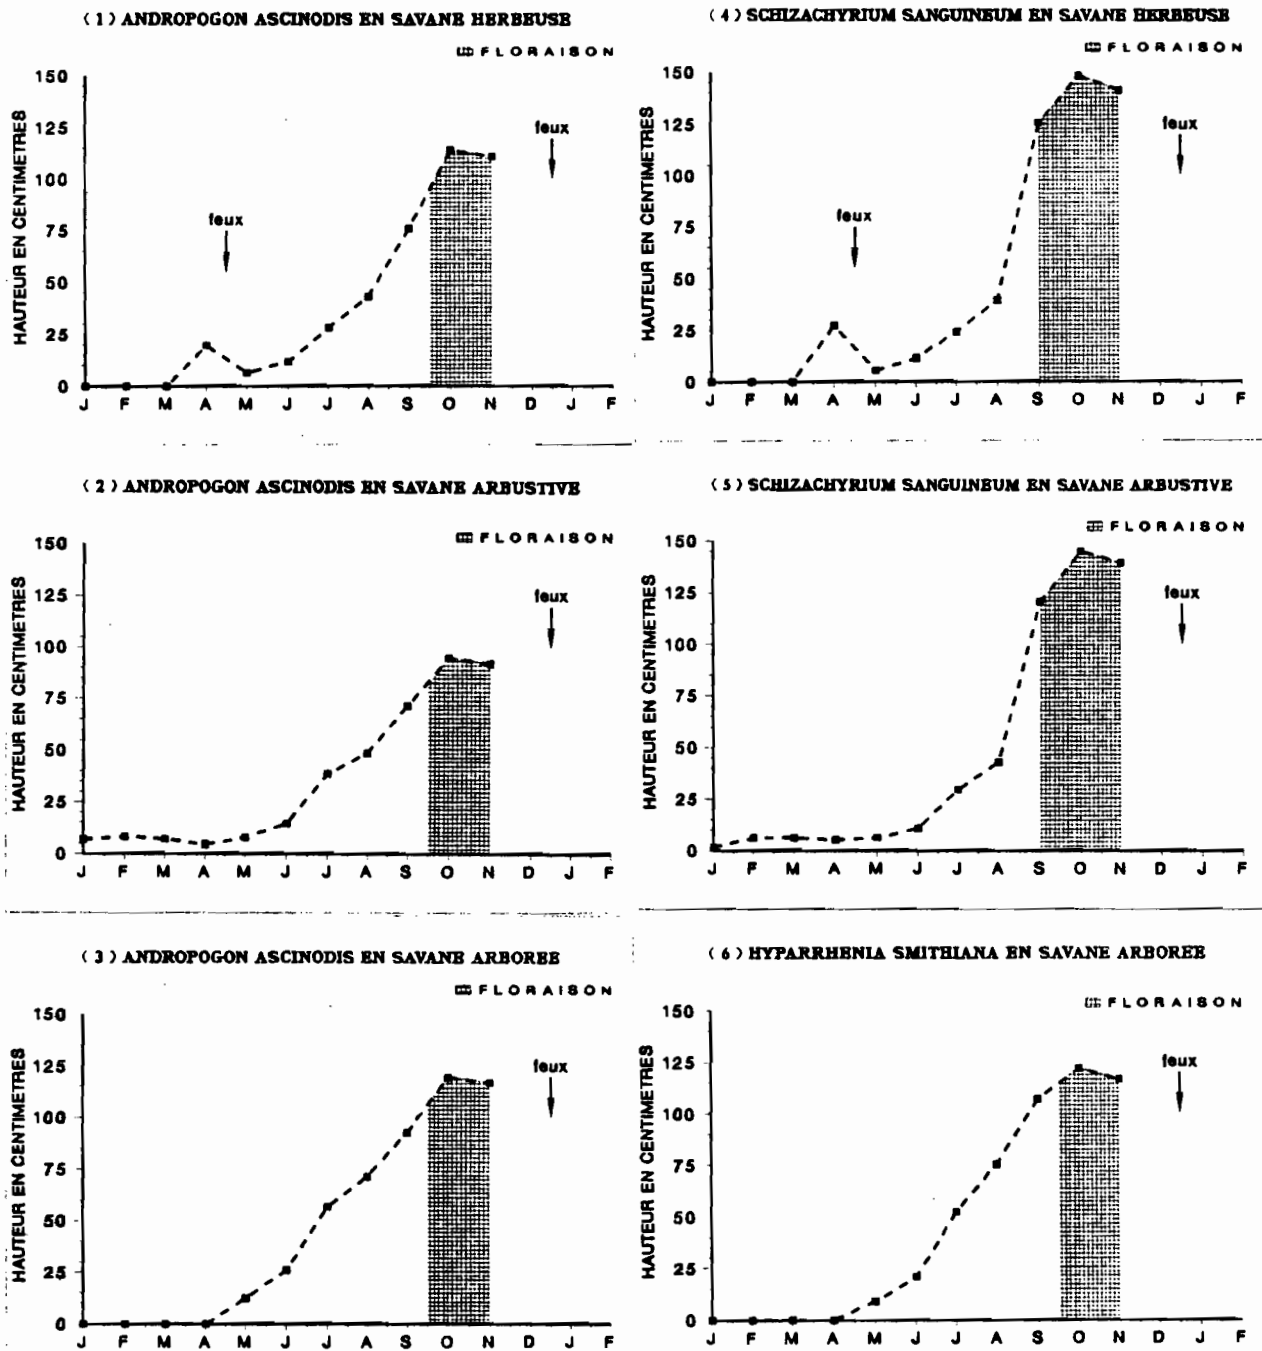 (1) ANDROPOGON ASCINODIS EN SAVANE HERBEUSE
FLORAISON
HAUTEUR EN CENTIMETRES
150
125
100
75
50
25
0
feux
feux
J F M A M J J A S O N D J F
(4) SCHIZACHYRIUM SANGUINEUM EN SAVANE HERBEUSE
FLORAISON
HAUTEUR EN CENTIMETRES
150
125
100
75
50
25
0
feux
feux
J F M A M J J A S O N D J F
(2) ANDROPOGON ASCINODIS EN SAVANE ARBUSTIVE
FLORAISON
HAUTEUR EN CENTIMETRES
150
125
100
75
50
25
0
feux
J F M A M J J A S O N D J F
(5) SCHIZACHYRIUM SANGUINEUM EN SAVANE ARBUSTIVE
FLORAISON
HAUTEUR EN CENTIMETRES
150
125
100
75
50
25
0
feux
J F M A M J J A S O N D J F
(3) ANDROPOGON ASCINODIS EN SAVANE ARBOREE
FLORAISON
HAUTEUR EN CENTIMETRES
150
125
100
75
50
25
0
feux
J F M A M J J A S O N D J F
(6) HYPARRHENIA SMITHIANA EN SAVANE ARBOREE
FLORAISON
HAUTEUR EN CENTIMETRES
150
125
100
75
50
25
0
feux
J F M A M J J A S O N D J F